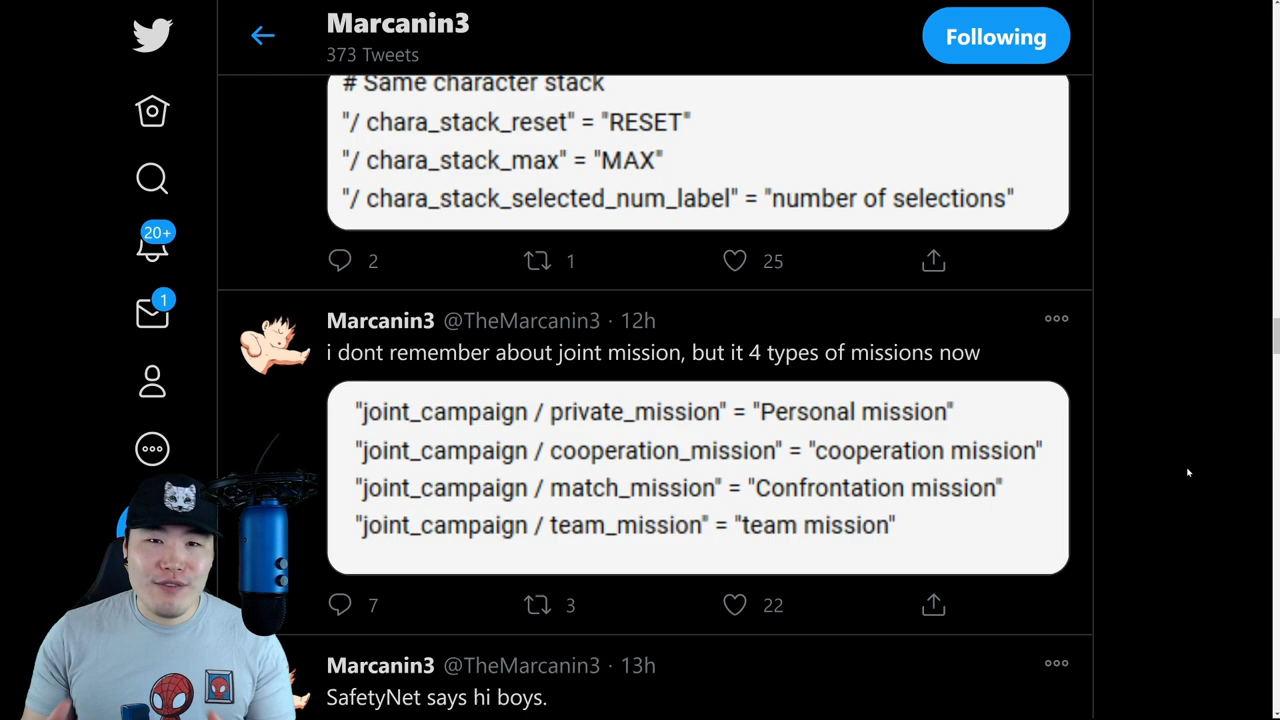 Marcanin3
373 Tweets
Following
# Same character stack
"/ chara_stack_reset" = "RESET"
"/ chara_stack_max" = "MAX"
"/ chara_stack_selected_num_label" = "number of selections"
2
1
25
20+
1
Marcanin3 @TheMarcanin3 · 12h
i dont remember about joint mission, but it 4 types of missions now
"joint_campaign / private_mission" = "Personal mission"
"joint_campaign / cooperation_mission" = "cooperation mission"
"joint_campaign / match_mission" = "Confrontation mission"
"joint_campaign / team_mission" = "team mission"
7
3
22
Marcanin3 @TheMarcanin3 · 13h
SafetyNet says hi boys.